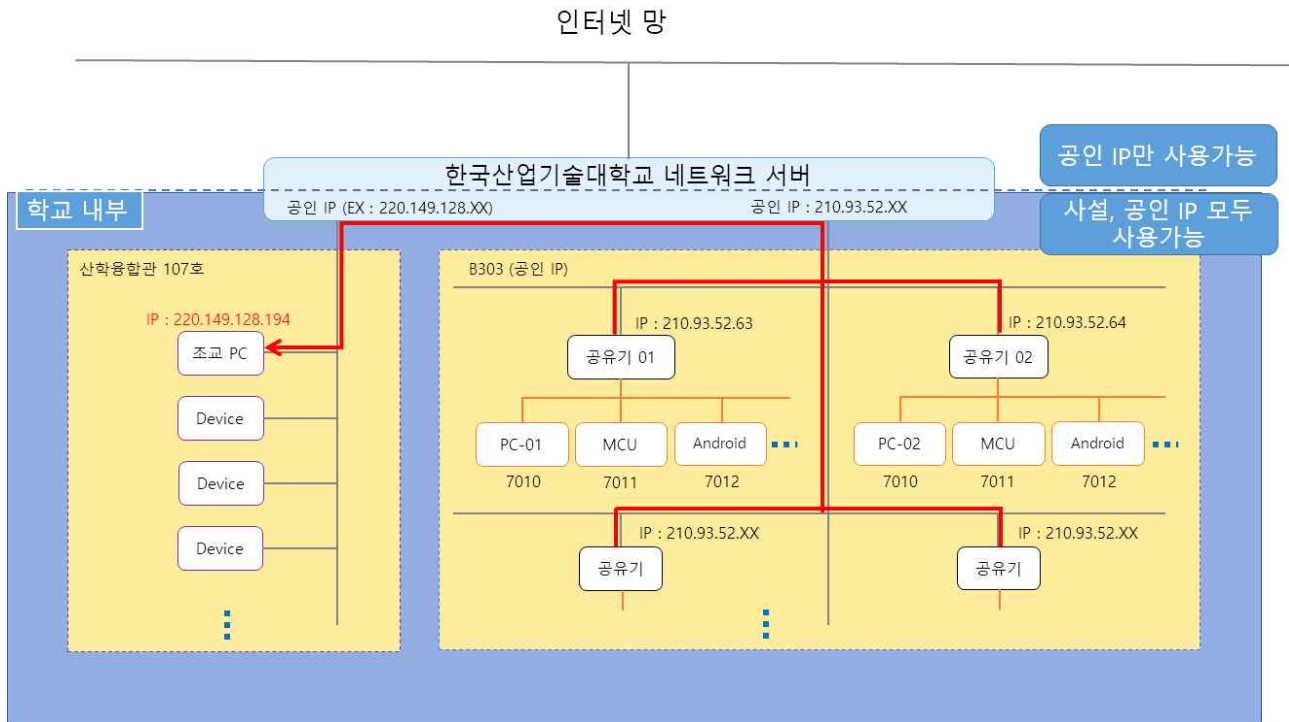 인터넷 망
공인 IP만 사용가능
한국산업기술대학교 네트워크 서버
학교 내부
공인 IP (EX : 220.149.128.XX)
공인 IP : 210.93.52.XX
사설, 공인 IP 모두
사용가능
산학융합관 107호
IP : 220.149.128.194
조교 PC
Device
Device
Device
B303 (공인 IP)
IP : 210.93.52.63
공유기 01
PC-01
MCU
Android
7010
7011
7012
IP : 210.93.52.64
공유기 02
PC-02
MCU
Android
7010
7011
7012
IP : 210.93.52.XX
공유기
IP : 210.93.52.XX
공유기